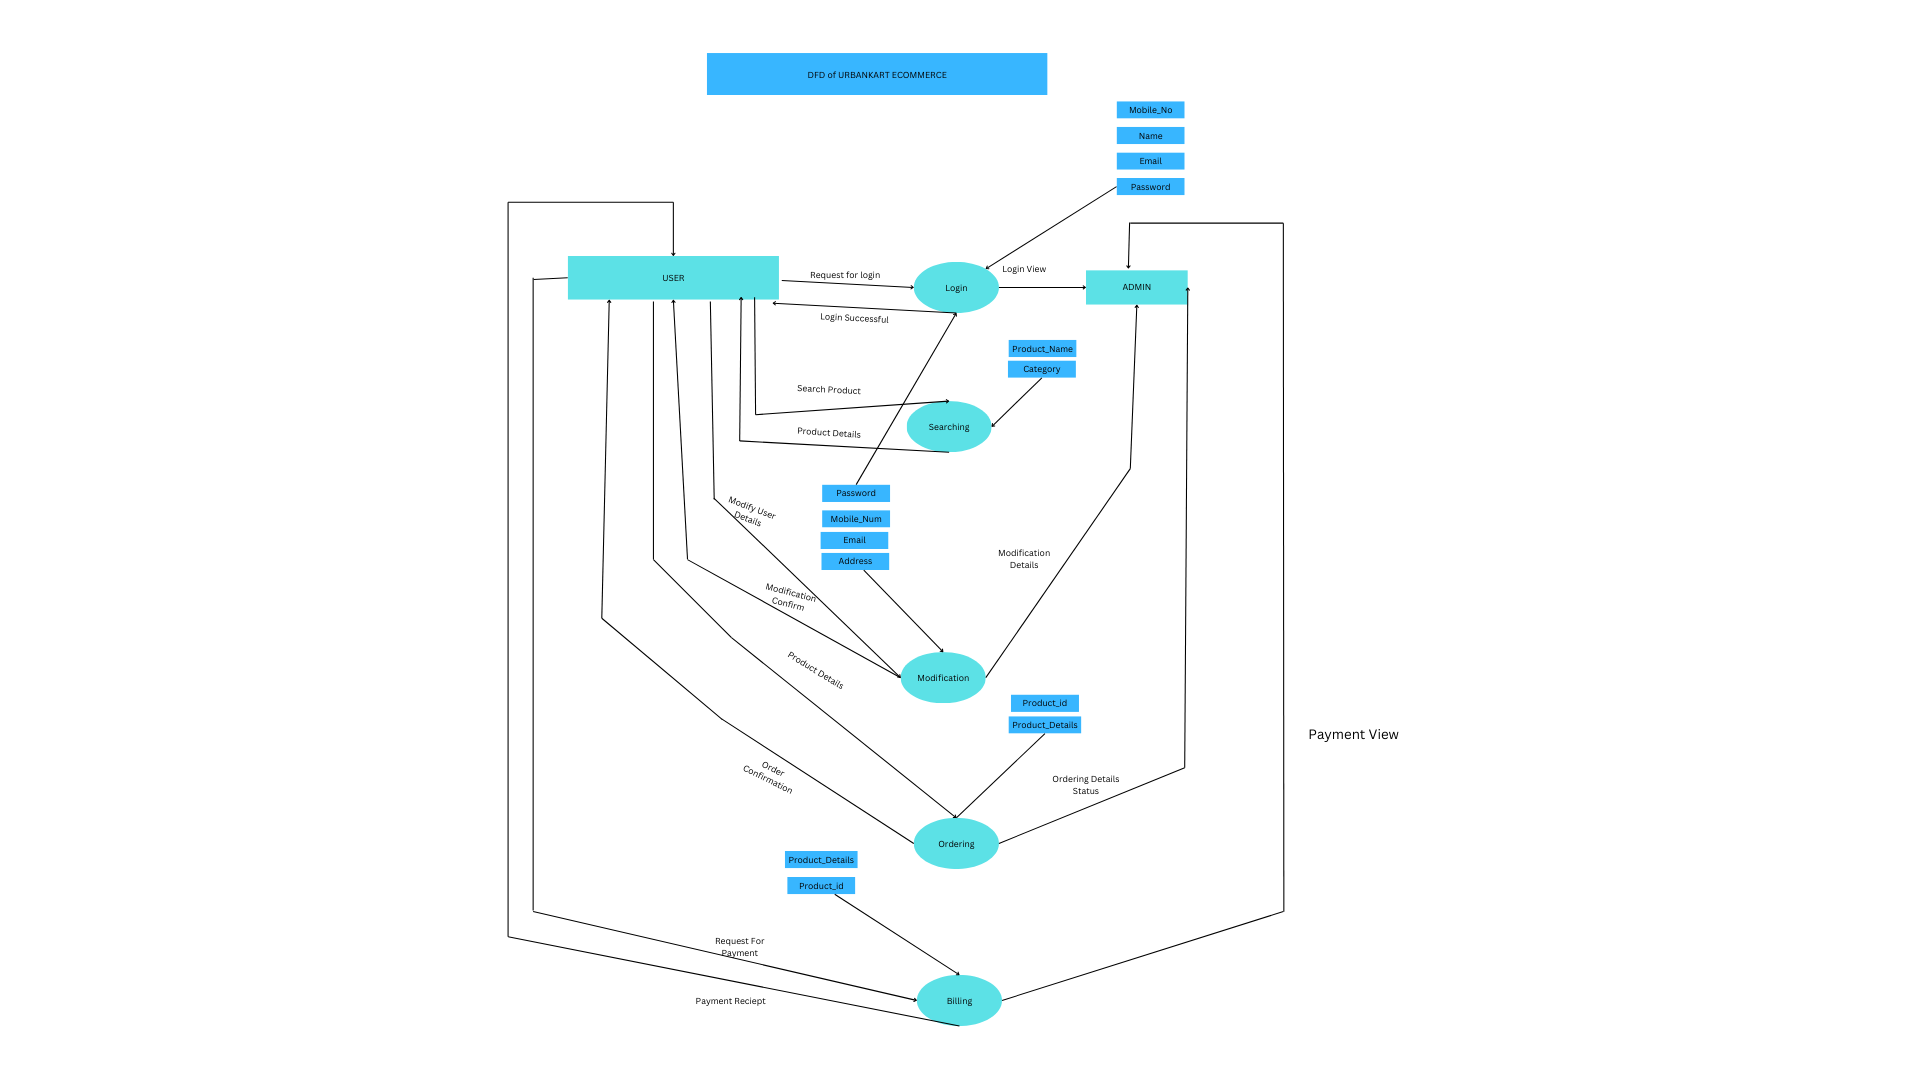 DFD of URBANKART ECOMMERCE
Mobile_No
Name
Email
Password
USER
Request for login
Login
Login View
ADMIN
Login Successful
Product_Name
Category
Search Product
Searching
Product Details
Password
Mobile_Num
Email
Address
Modify User
Details
Modification
Details
Modification
Confirm
Product Details
Modification
Product_id
Product_Details
Payment View
Order
Confirmation
Ordering Details
Status
Ordering
Product_Details
Product_id
Request For
Payment
Payment Reciept
Billing